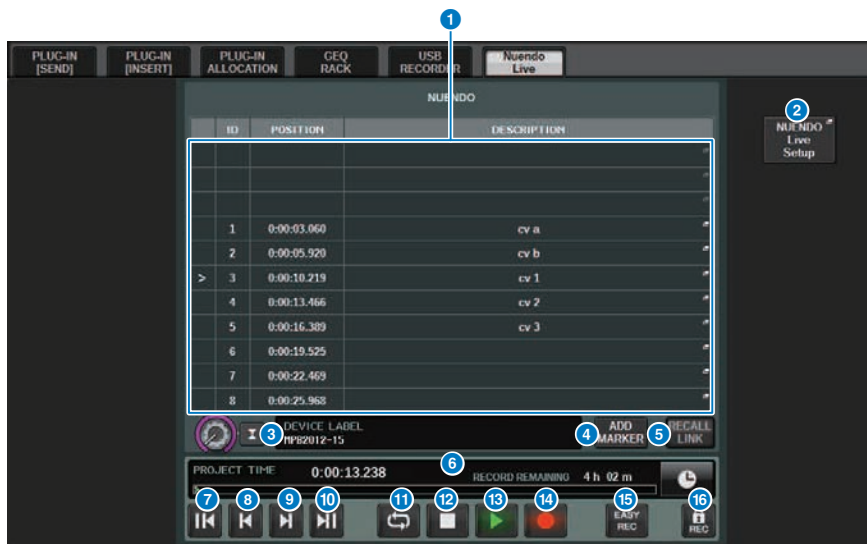 1
PLUG-IN [SEND]
PLUG-IN [INSERT]
PLUG-IN ALLOCATION
GEQ RACK
USB RECORDER
Nuendo Live
NUENDO
2
NUENDO Live Setup
ID POSITION DESCRIPTION
1 0:00:03.060 cv a
2 0:00:05.920 cv b
> 3 0:00:10.219 cv 1
4 0:00:13.466 cv 2
5 0:00:16.389 cv 3
6 0:00:19.525
7 0:00:22.469
8 0:00:25.968
3
DEVICE LABEL
MPB2012-15
4
ADD MARKER
5
RECALL LINK
PROJECT TIME 0:00:13.238
6
RECORD REMAINING 4 h 02 m
7 8 9 10 11 12 13 14 15 16
EASY REC
REC